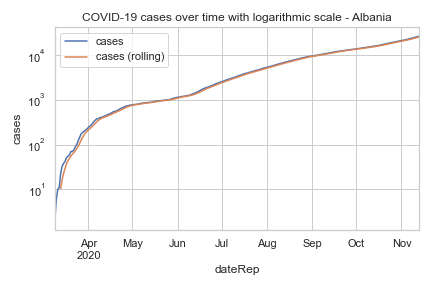 COVID-19 cases over time with logarithmic scale - Albania
cases
cases (rolling)
10⁴
10³
10²
10¹
cases
Apr
2020
May
Jun
Jul
Aug
Sep
Oct
Nov
dateRep